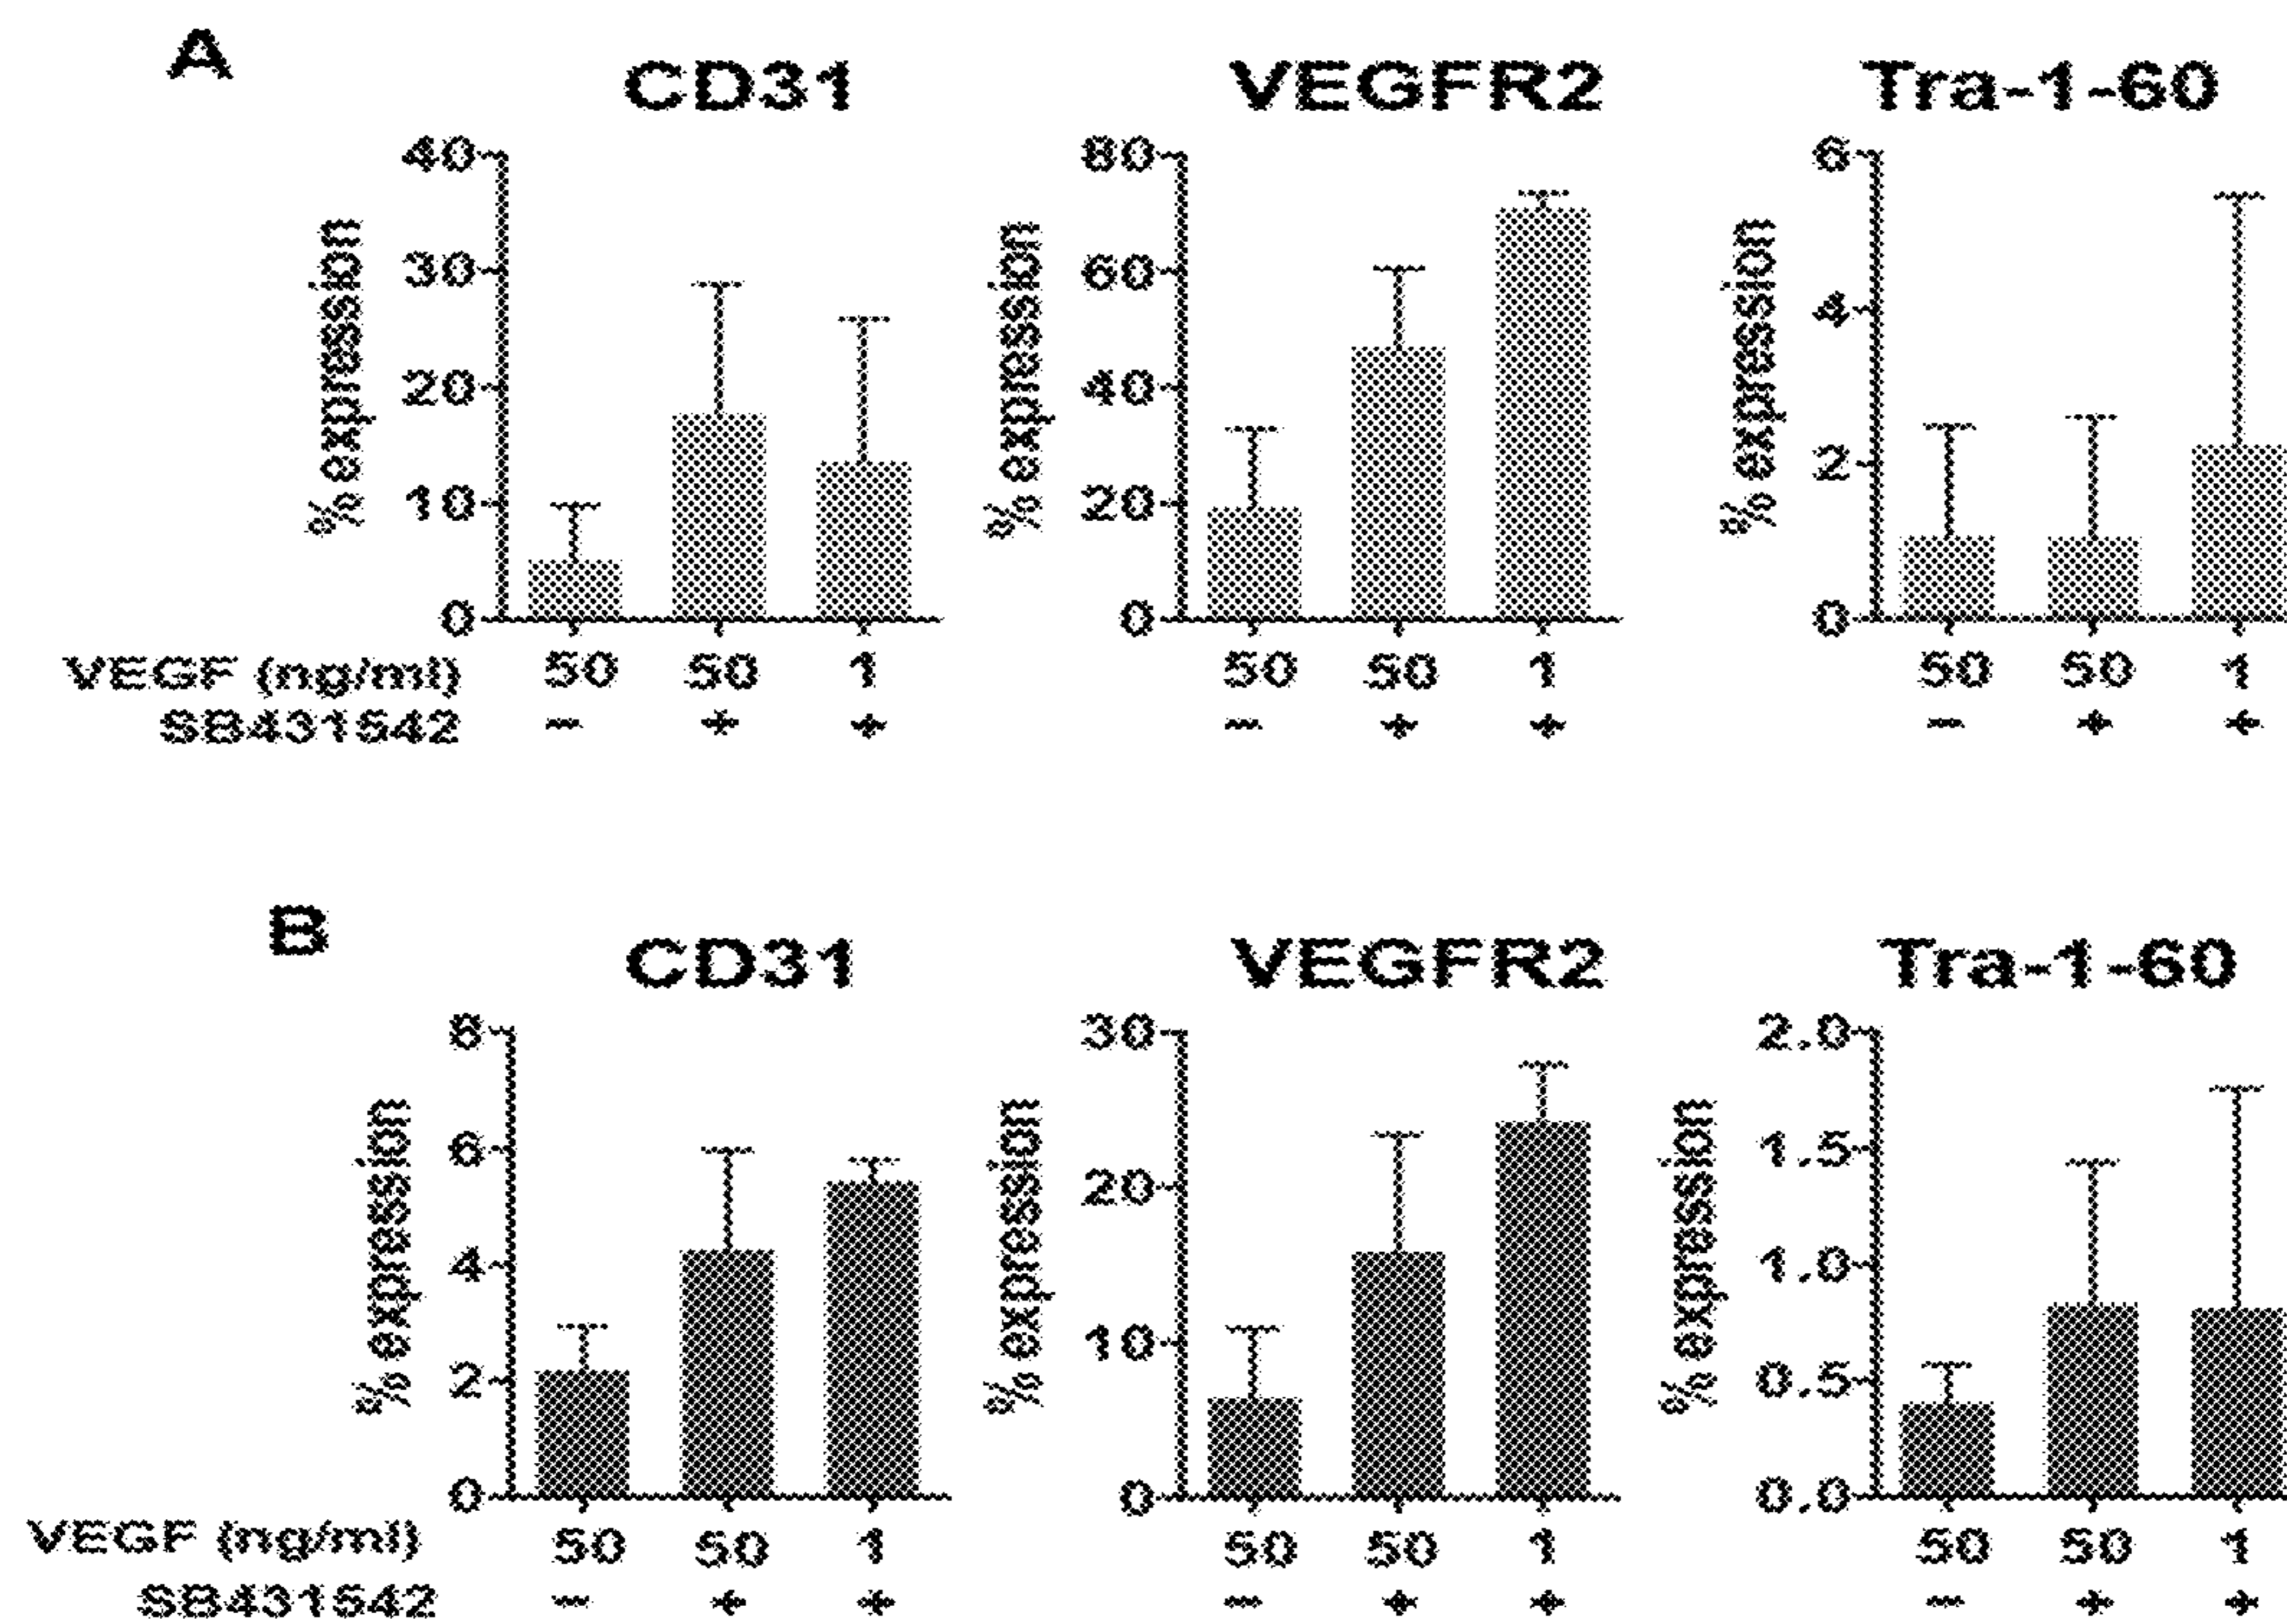 A
CD31 VEGFR2 Tra-1-60
% expression % expression % expression
40 80 6
30 60 4
20 40 2
10 20 0
0 0
VEGF (ng/ml) 50 50 1 50 50 1 50 50 1
SB431542 − + + − + + − + +
B
CD31 VEGFR2 Tra-1-60
% expression % expression % expression
8 30 2.0
6 20 1.5
4 10 1.0
2 0 0.5
0 0.0
VEGF (ng/ml) 50 50 1 50 50 1 50 50 1
SB431542 − + + − + + − + +